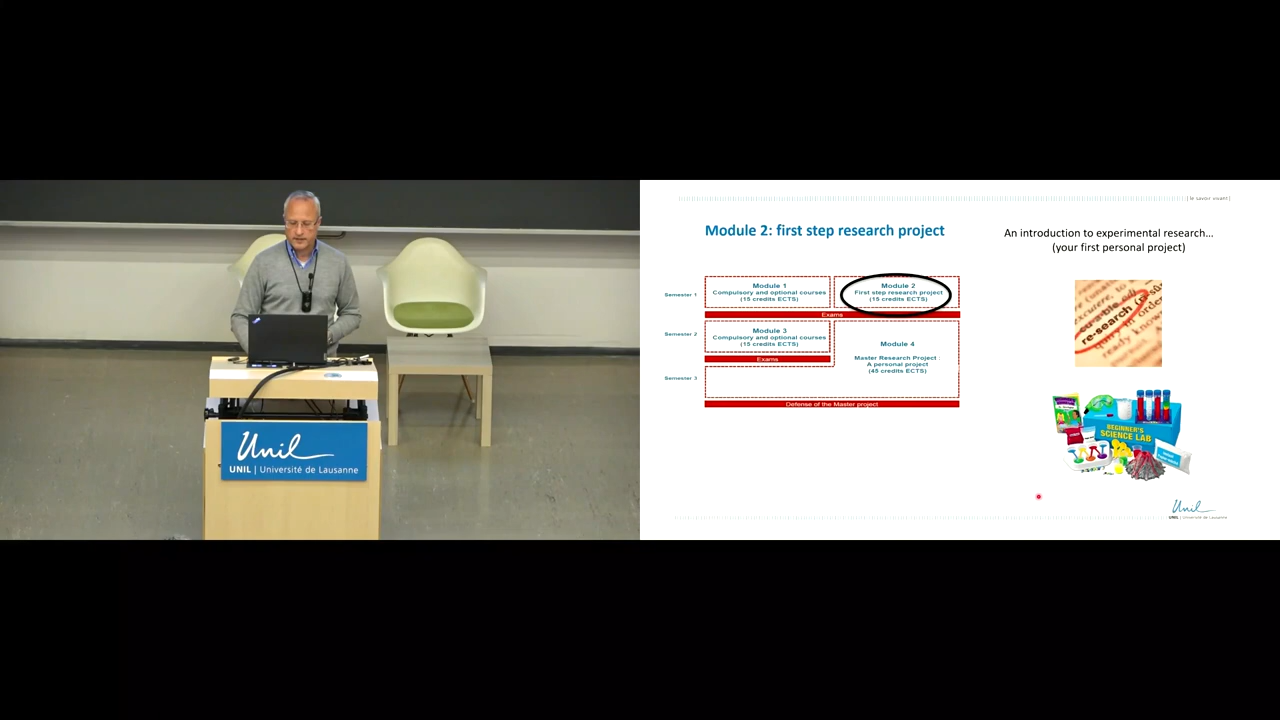 Unil
UNIL | Université de Lausanne
| le savoir vivant |
Module 2: first step research project
An introduction to experimental research...
(your first personal project)
Semester 1
Module 1
Compulsory and optional courses
(15 credits ECTS)
Module 2
First step research project
(15 credits ECTS)
Exams
Semester 2
Module 3
Compulsory and optional courses
(15 credits ECTS)
Exams
Module 4
Master Research Project :
A personal project
(45 credits ECTS)
Semester 3
Defense of the Master project
re-search
BEGINNER'S
SCIENCE LAB
Unil
UNIL | Université de Lausanne